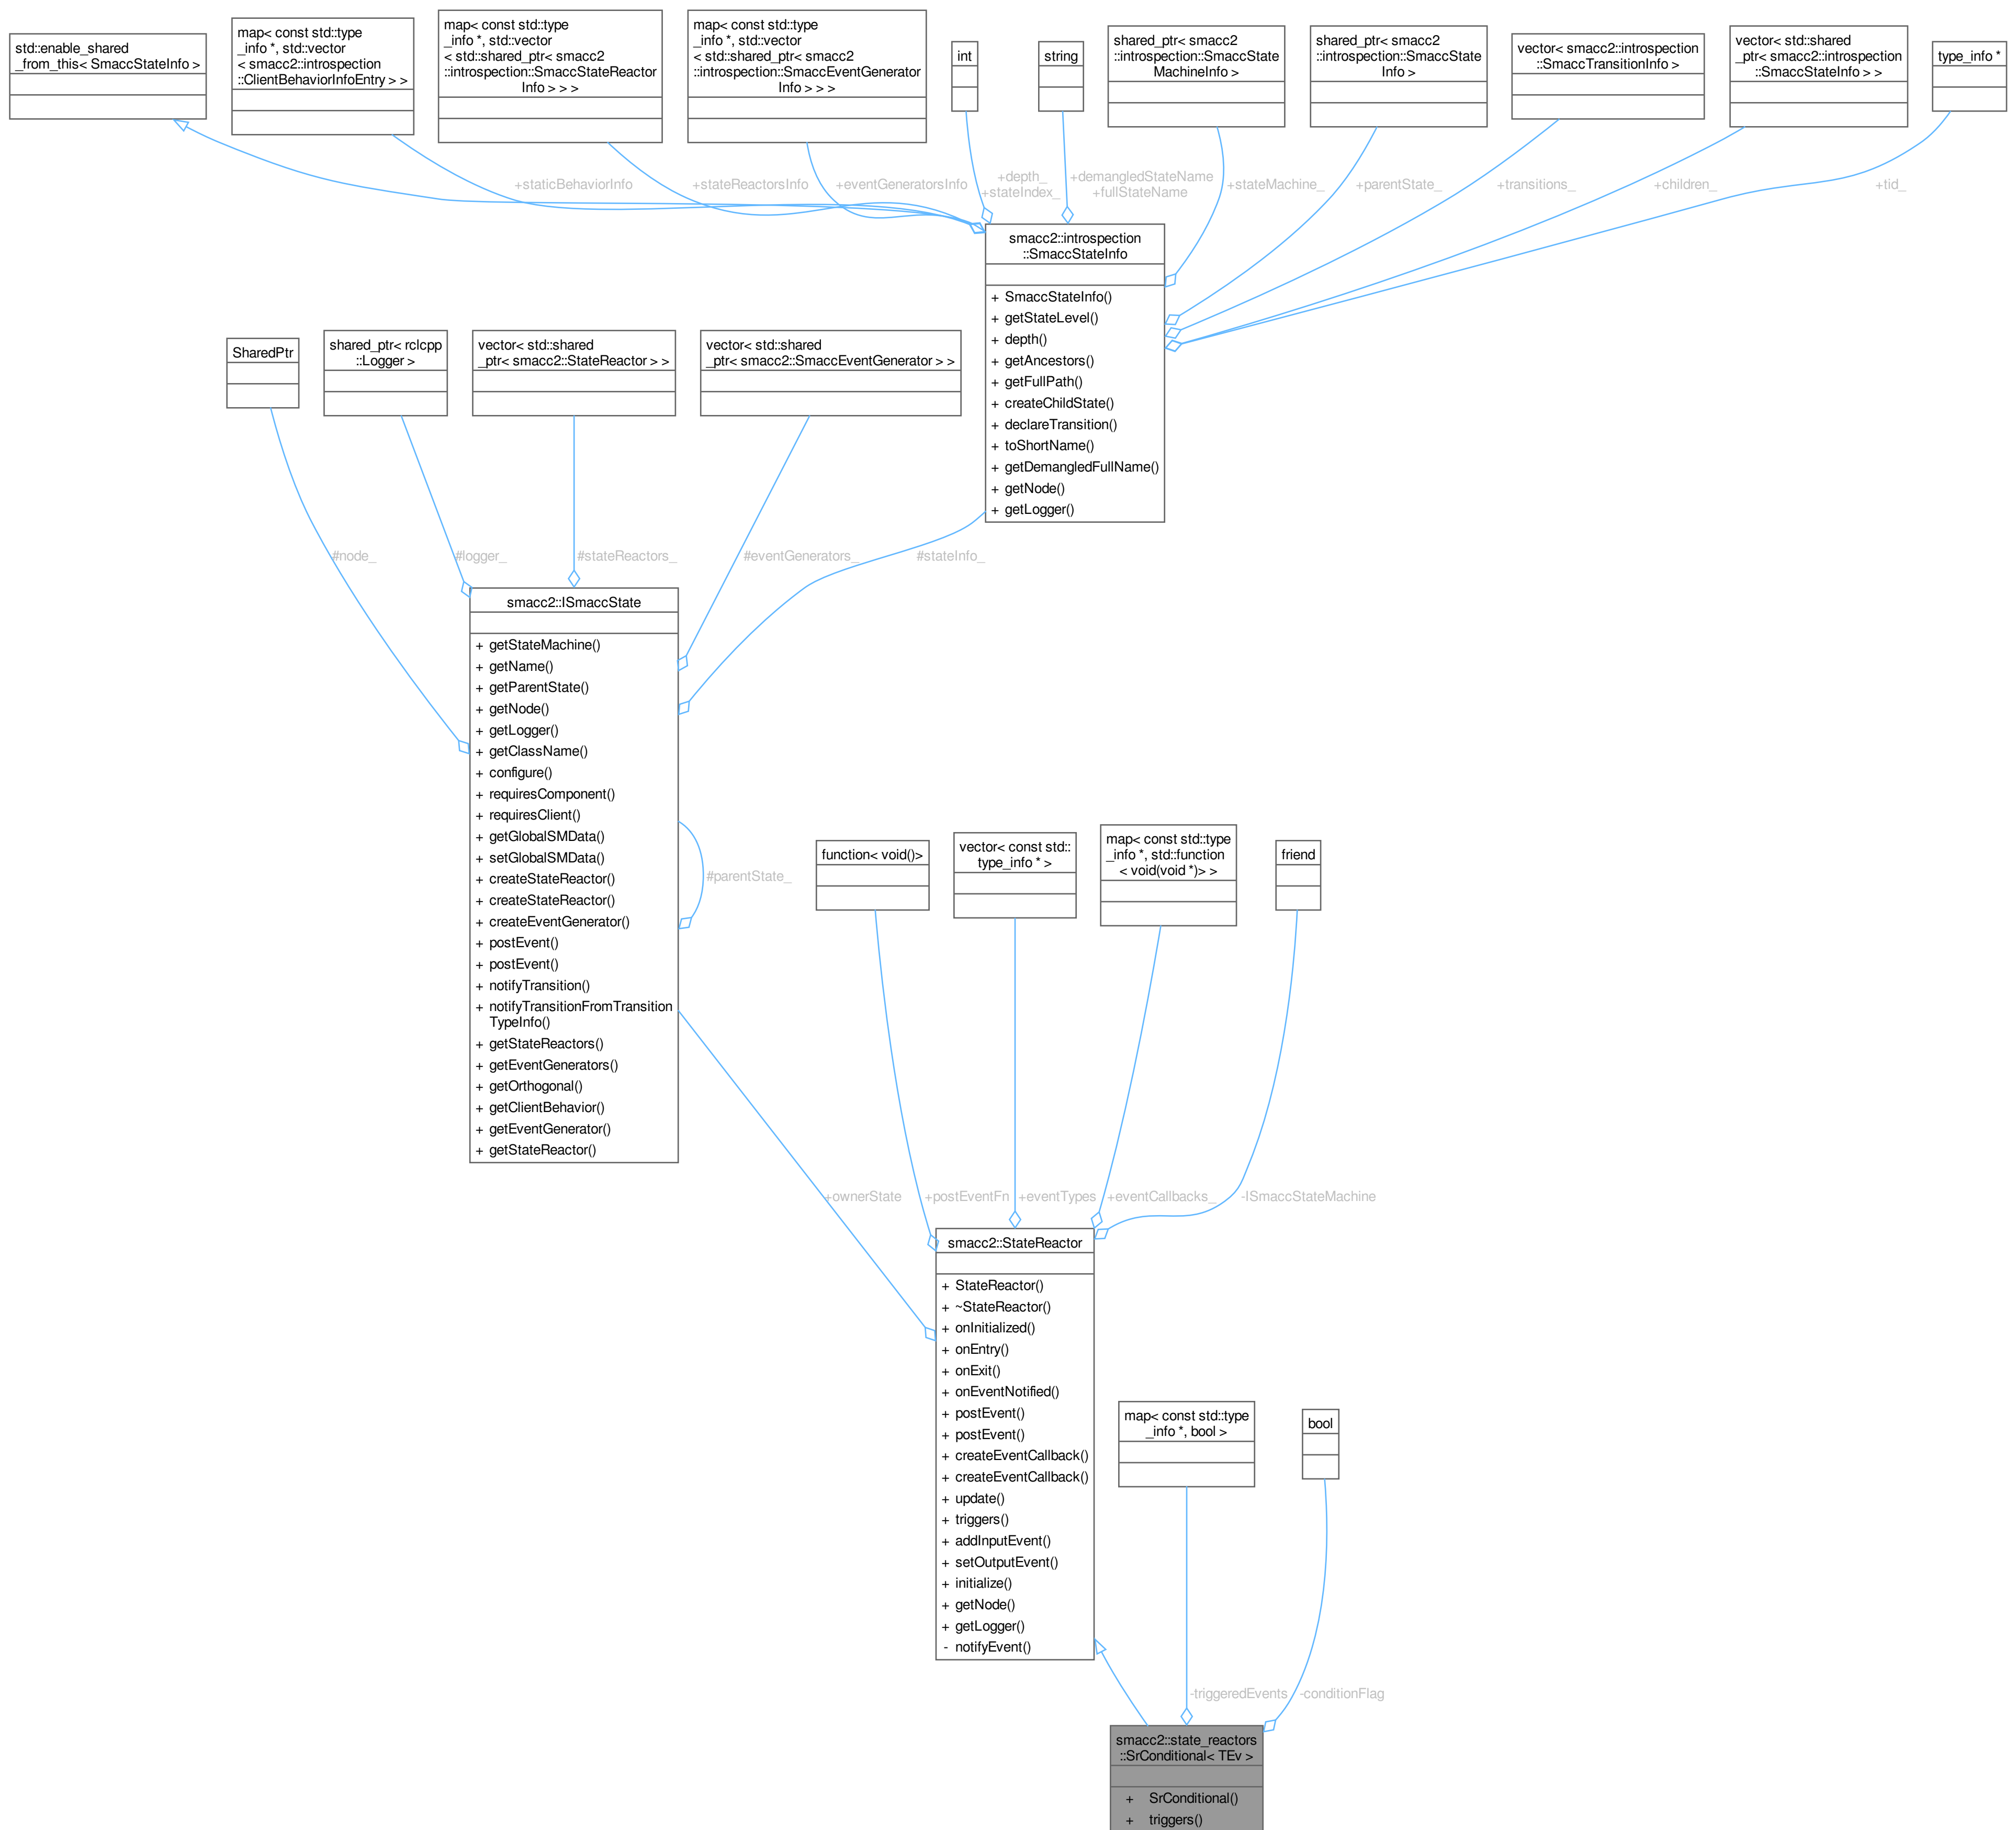 std::enable_shared
_from_this< SmaccStateInfo >
map< const std::type
_info *, std::vector
< smacc2::introspection
::ClientBehaviorInfoEntry > >
map< const std::type
_info *, std::vector
< std::shared_ptr< smacc2
::introspection::SmaccStateReactor
Info > > >
map< const std::type
_info *, std::vector
< std::shared_ptr< smacc2
::introspection::SmaccEventGenerator
Info > > >
int
string
shared_ptr< smacc2
::introspection::SmaccState
MachineInfo >
shared_ptr< smacc2
::introspection::SmaccState
Info >
vector< smacc2::introspection
::SmaccTransitionInfo >
vector< std::shared
_ptr< smacc2::introspection
::SmaccStateInfo > >
type_info *
+staticBehaviorInfo
+stateReactorsInfo
+eventGeneratorsInfo
+depth_
+stateIndex_
+demangledStateName
+fullStateName
+stateMachine_
+parentState_
+transitions_
+children_
+tid_
smacc2::introspection
::SmaccStateInfo
+ SmaccStateInfo()
+ getStateLevel()
+ depth()
+ getAncestors()
+ getFullPath()
+ createChildState()
+ declareTransition()
+ toShortName()
+ getDemangledFullName()
+ getNode()
+ getLogger()
SharedPtr
shared_ptr< rclcpp
::Logger >
vector< std::shared
_ptr< smacc2::StateReactor > >
vector< std::shared
_ptr< smacc2::SmaccEventGenerator > >
#node_
#logger_
#stateReactors_
#eventGenerators_
#stateInfo_
smacc2::ISmaccState
+ getStateMachine()
+ getName()
+ getParentState()
+ getNode()
+ getLogger()
+ getClassName()
+ configure()
+ requiresComponent()
+ requiresClient()
+ getGlobalSMData()
+ setGlobalSMData()
+ createStateReactor()
+ createStateReactor()
+ createEventGenerator()
+ postEvent()
+ postEvent()
+ notifyTransition()
+ notifyTransitionFromTransition
TypeInfo()
+ getStateReactors()
+ getEventGenerators()
+ getOrthogonal()
+ getClientBehavior()
+ getEventGenerator()
+ getStateReactor()
#parentState_
function< void()>
vector< const std::
type_info * >
map< const std::type
_info *, std::function
< void(void *)> >
friend
+ownerState
+postEventFn
+eventTypes
+eventCallbacks_
-ISmaccStateMachine
smacc2::StateReactor
+ StateReactor()
+ ~StateReactor()
+ onInitialized()
+ onEntry()
+ onExit()
+ onEventNotified()
+ postEvent()
+ postEvent()
+ createEventCallback()
+ createEventCallback()
+ update()
+ triggers()
+ addInputEvent()
+ setOutputEvent()
+ initialize()
+ getNode()
+ getLogger()
- notifyEvent()
map< const std::type
_info *, bool >
bool
-triggeredEvents
-conditionFlag
smacc2::state_reactors
::SrConditional< TEv >
+ SrConditional()
+ triggers()